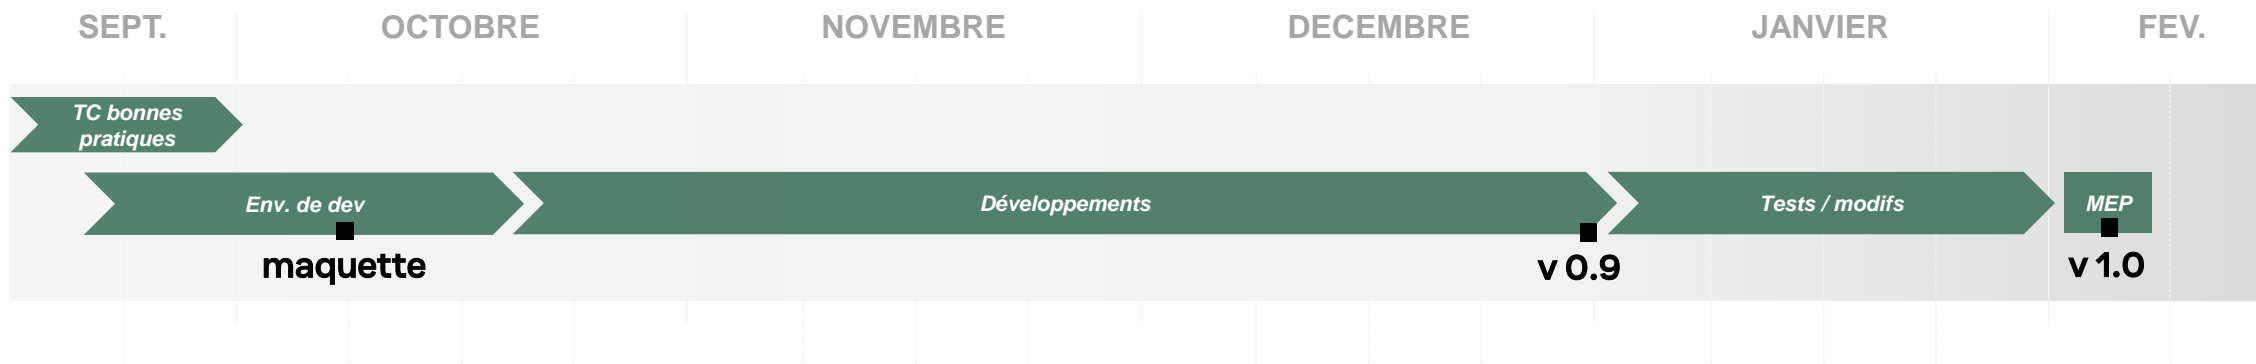 SEPT. OCTOBRE NOVEMBRE DECEMBRE JANVIER FEV.
TC bonnes
pratiques
Env. de dev Développements Tests / modifs MEP
maquette v 0.9 v 1.0